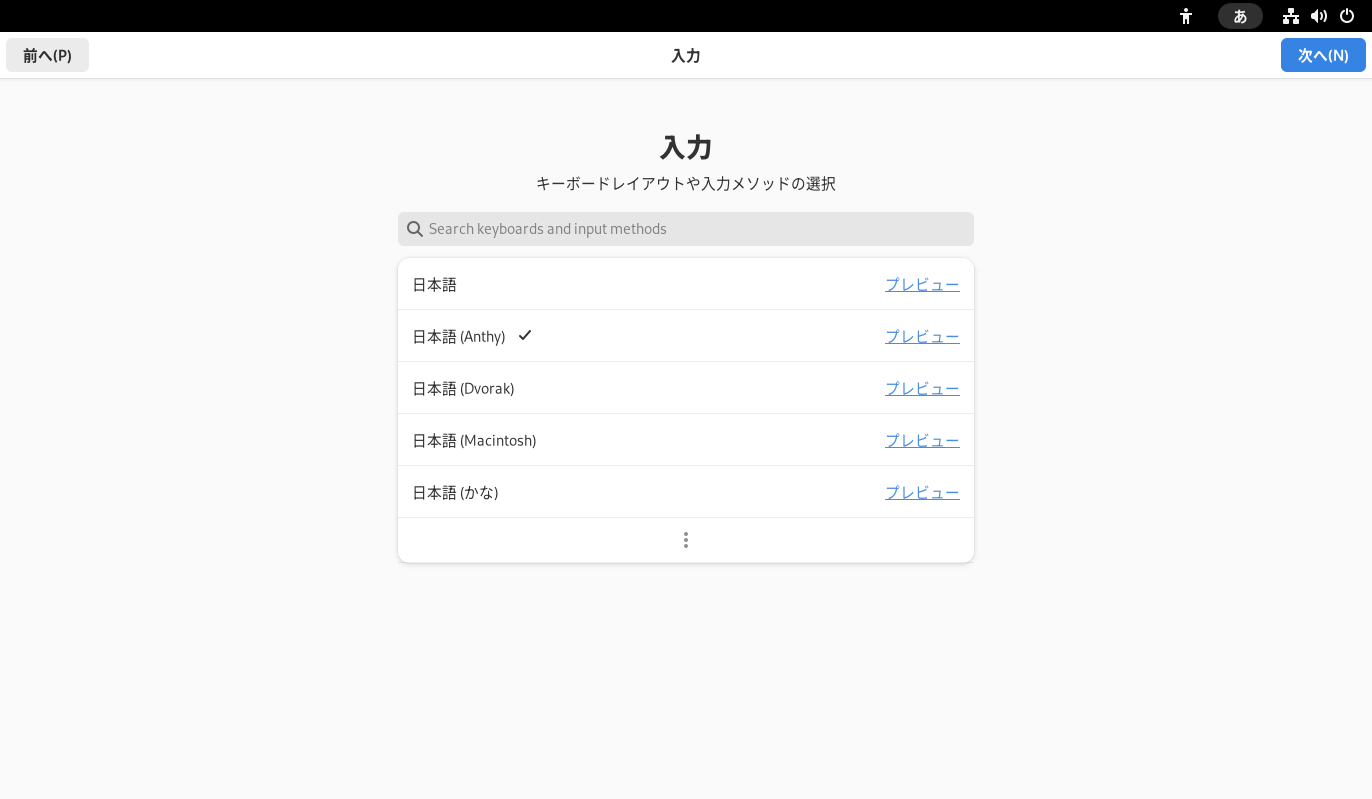 あ
前へ(P)
入力
次へ(N)
入力
キーボードレイアウトや入力メソッドの選択
Search keyboards and input methods
日本語 プレビュー
日本語 (Anthy) プレビュー
日本語 (Dvorak) プレビュー
日本語 (Macintosh) プレビュー
日本語 (かな) プレビュー